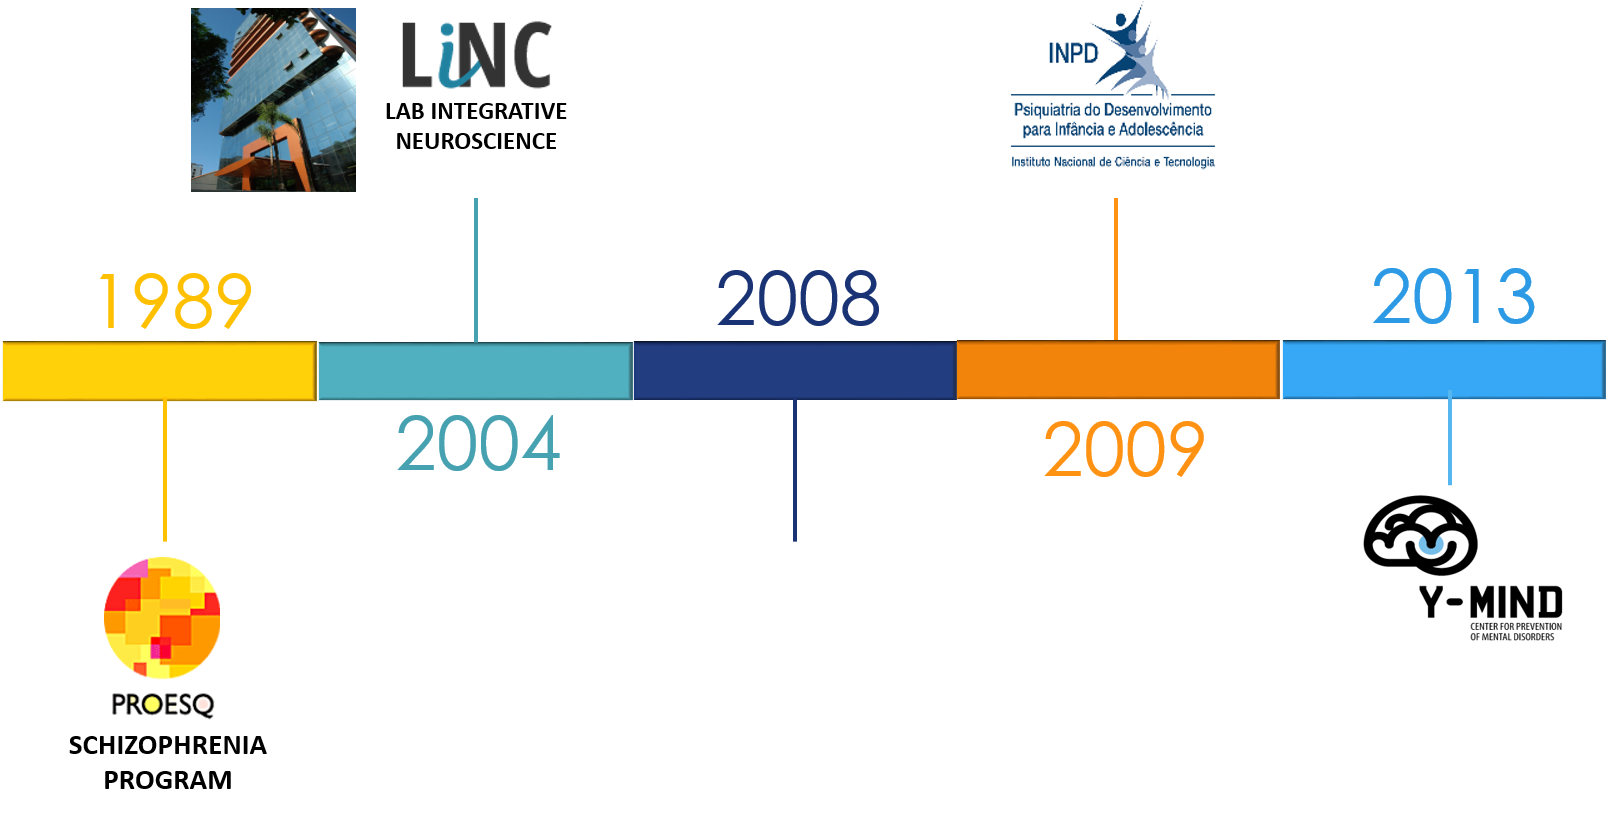 LiNC
LAB INTEGRATIVE
NEUROSCIENCE
INPD
Psiquiatria do Desenvolvimento
para Infância e Adolescência
Instituto Nacional de Ciência e Tecnologia
1989
2004
2008
2009
2013
PROESQ
SCHIZOPHRENIA
PROGRAM
Y-MIND
CENTER FOR PREVENTION
OF MENTAL DISORDERS